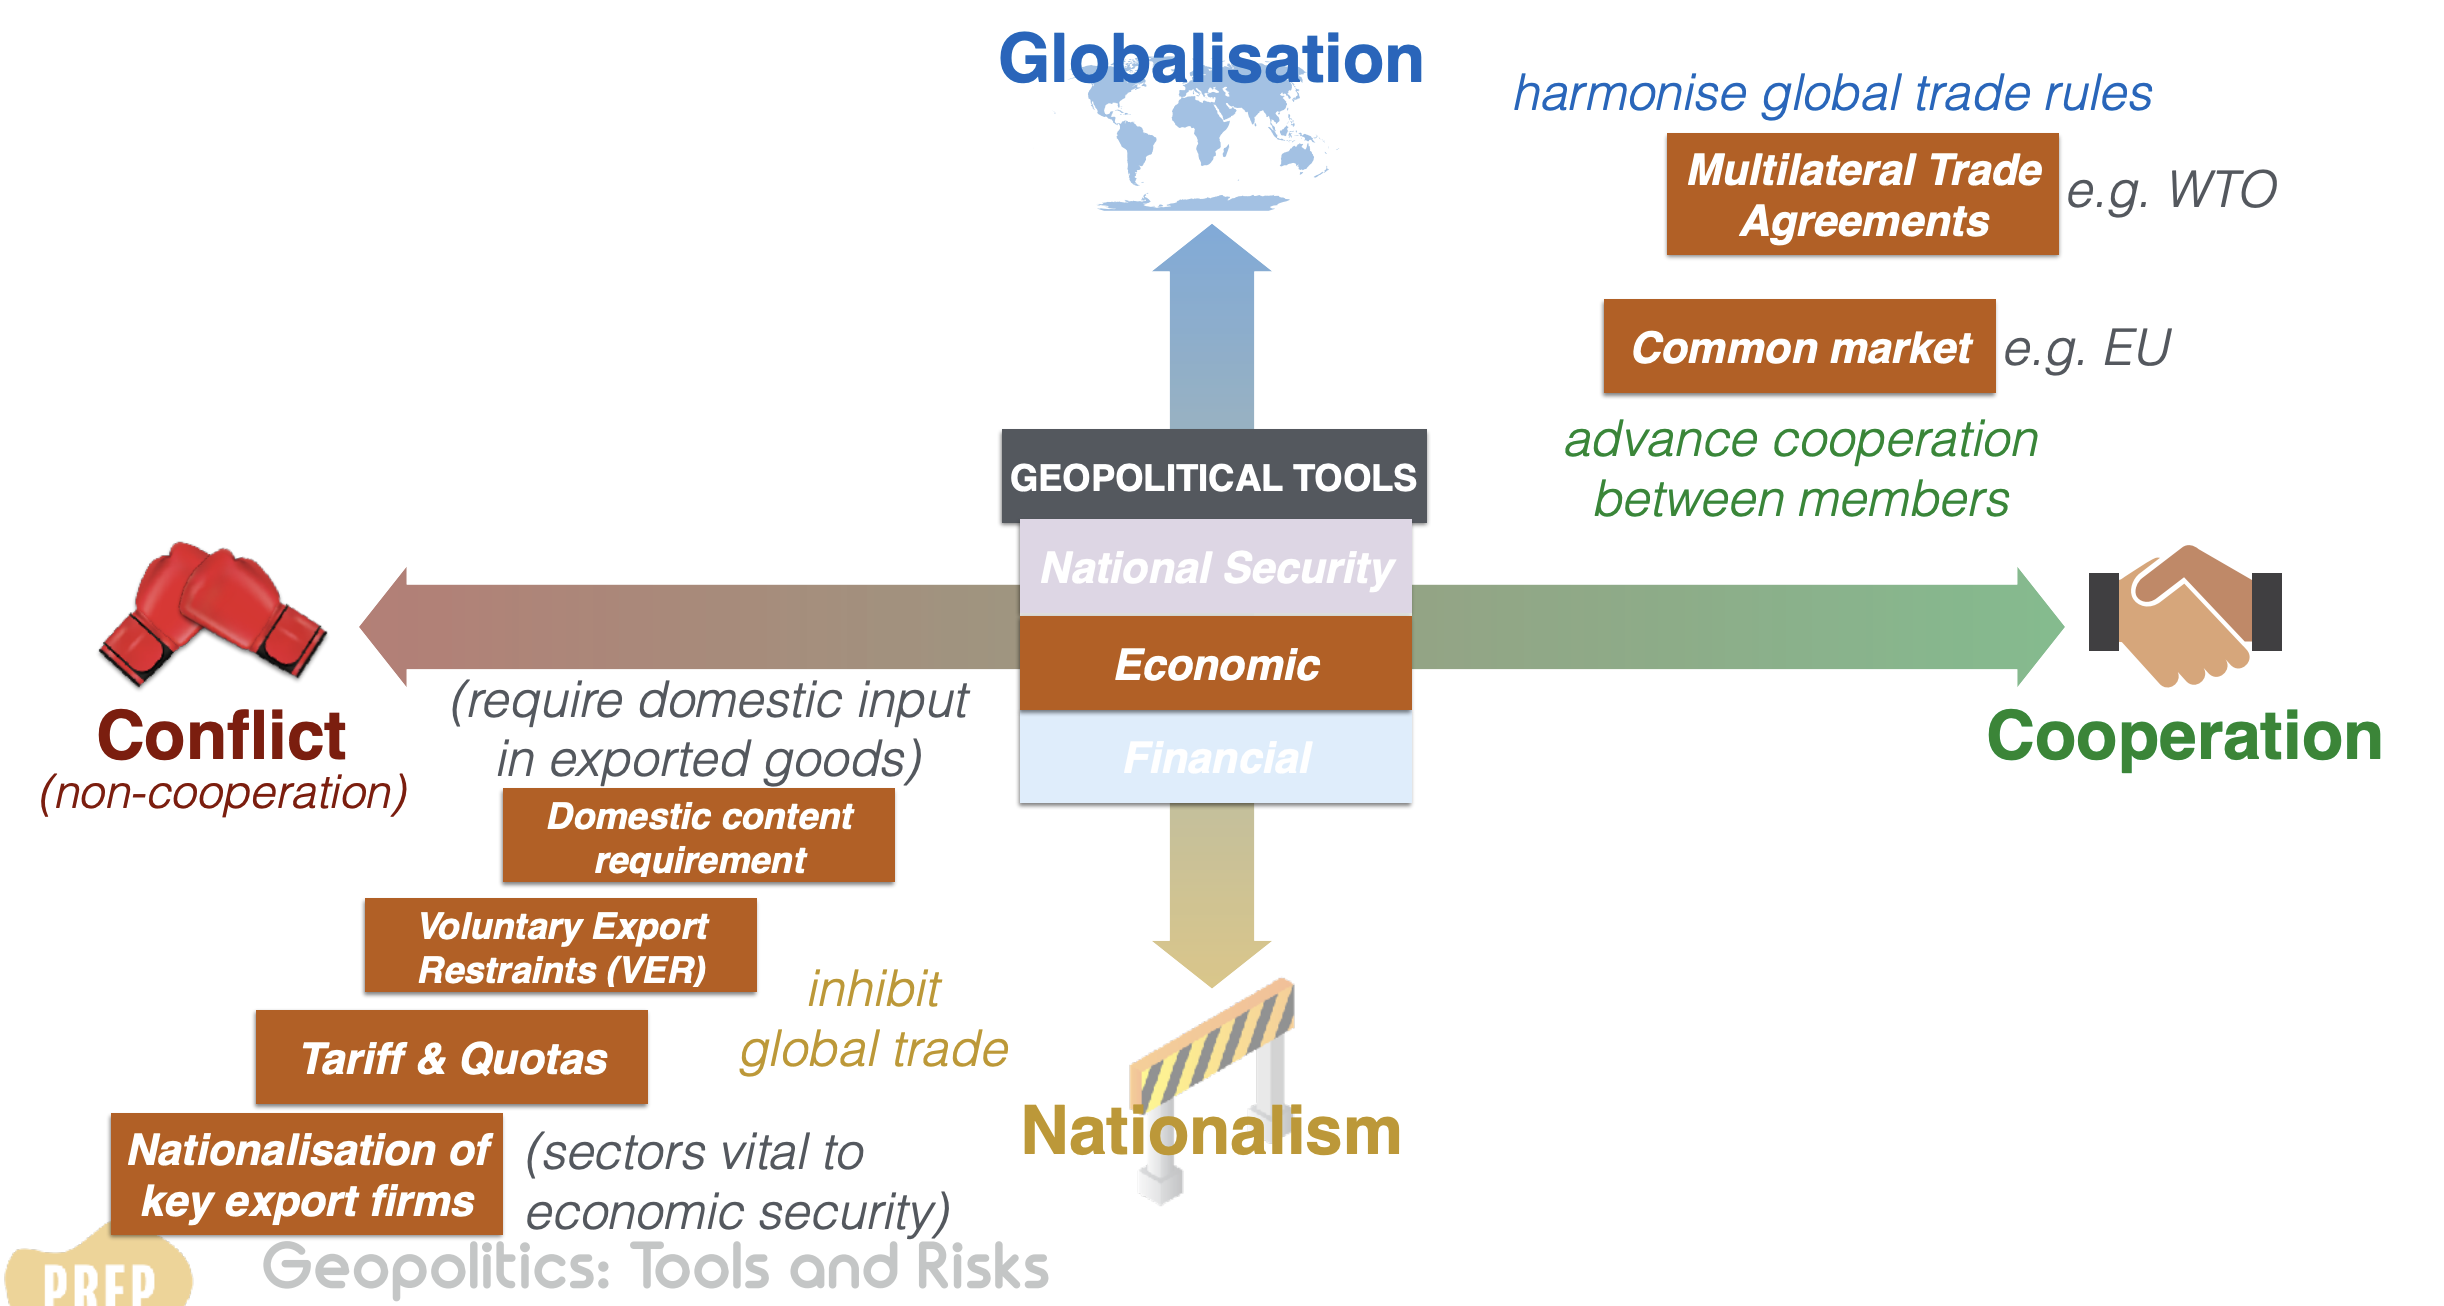 Globalisation
harmonise global trade rules
Multilateral Trade
Agreements
e.g. WTO
Common market
e.g. EU
advance cooperation
between members
GEOPOLITICAL TOOLS
National Security
Economic
Financial
Conflict
(non-cooperation)
Cooperation
(require domestic input
in exported goods)
Domestic content
requirement
Voluntary Export
Restraints (VER)
inhibit
global trade
Tariff & Quotas
Nationalism
Nationalisation of
key export firms
(sectors vital to
economic security)
Geopolitics: Tools and Risks
PREP